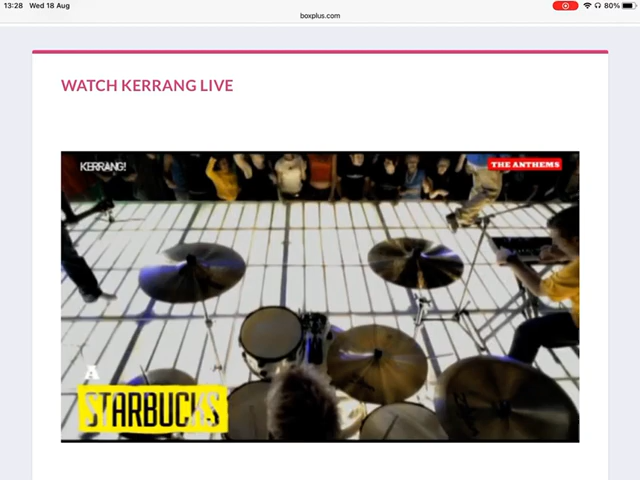 13:28 Wed 18 Aug
80%
boxplus.com
WATCH KERRANG LIVE
KERRANG!
THE ANTHEMS
A
STARBUCKS